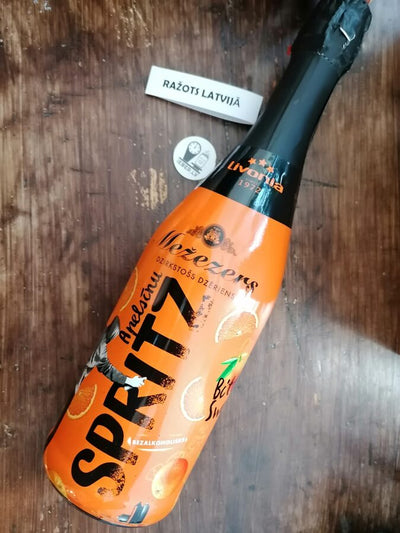 RAŽOTS LATVIJĀ
Livonia
1972
Mežezers
DZIRKSTOŠS DZĒRIENS
Apelsīnu
SPRITZ
BEZALKOHOLISKS